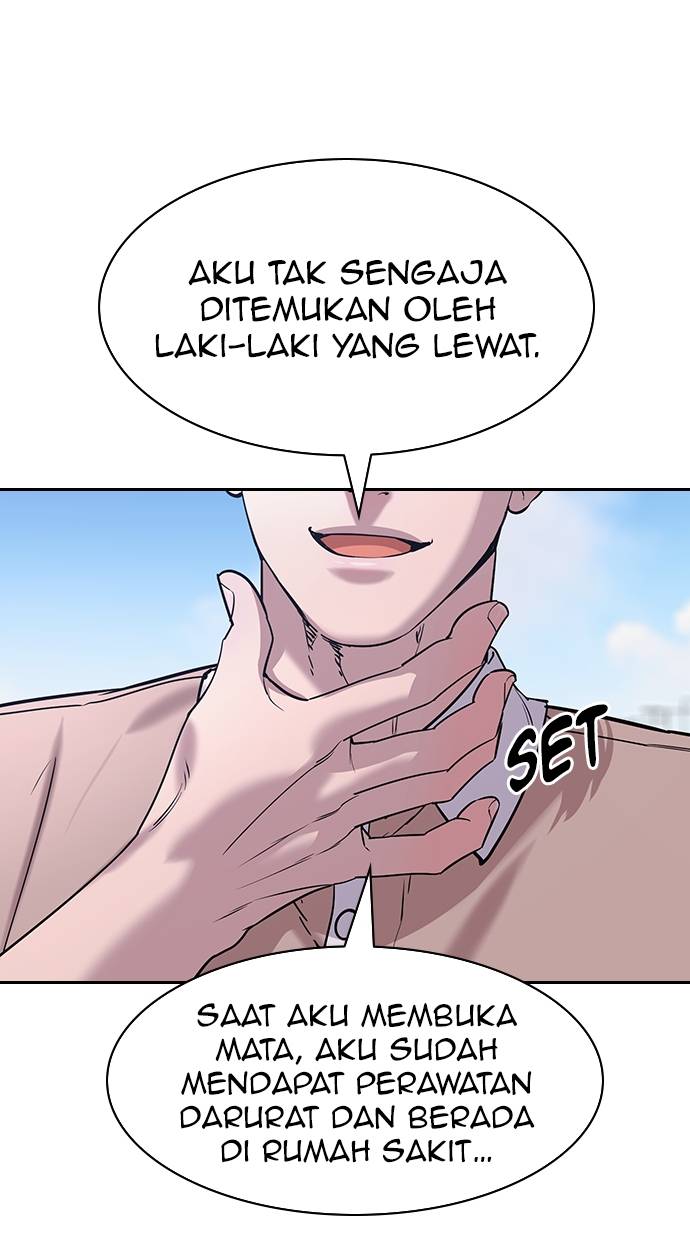 AKU TAK SENGAJA
DITEMUKAN OLEH
LAKI-LAKI YANG LEWAT.
SET
SAAT AKU MEMBUKA
MATA, AKU SUDAH
MENDAPAT PERAWATAN
DARURAT DAN BERADA
DI RUMAH SAKIT...